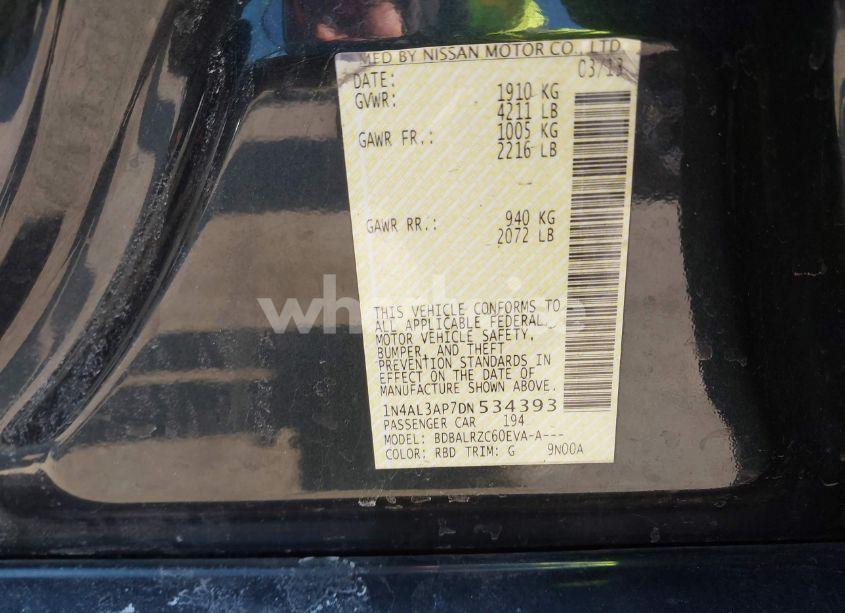 MFD BY NISSAN MOTOR CO., LTD.
DATE: 03/13
GVWR: 1910 KG
4211 LB
GAWR FR.: 1005 KG
2216 LB
GAWR RR.: 940 KG
2072 LB
THIS VEHICLE CONFORMS TO
ALL APPLICABLE FEDERAL
MOTOR VEHICLE SAFETY,
BUMPER, AND THEFT
PREVENTION STANDARDS IN
EFFECT ON THE DATE OF
MANUFACTURE SHOWN ABOVE.
1N4AL3AP7DN534393
PASSENGER CAR 194
MODEL: BDBALRZC60EVA-A---
COLOR: RBD TRIM: G 9N00A